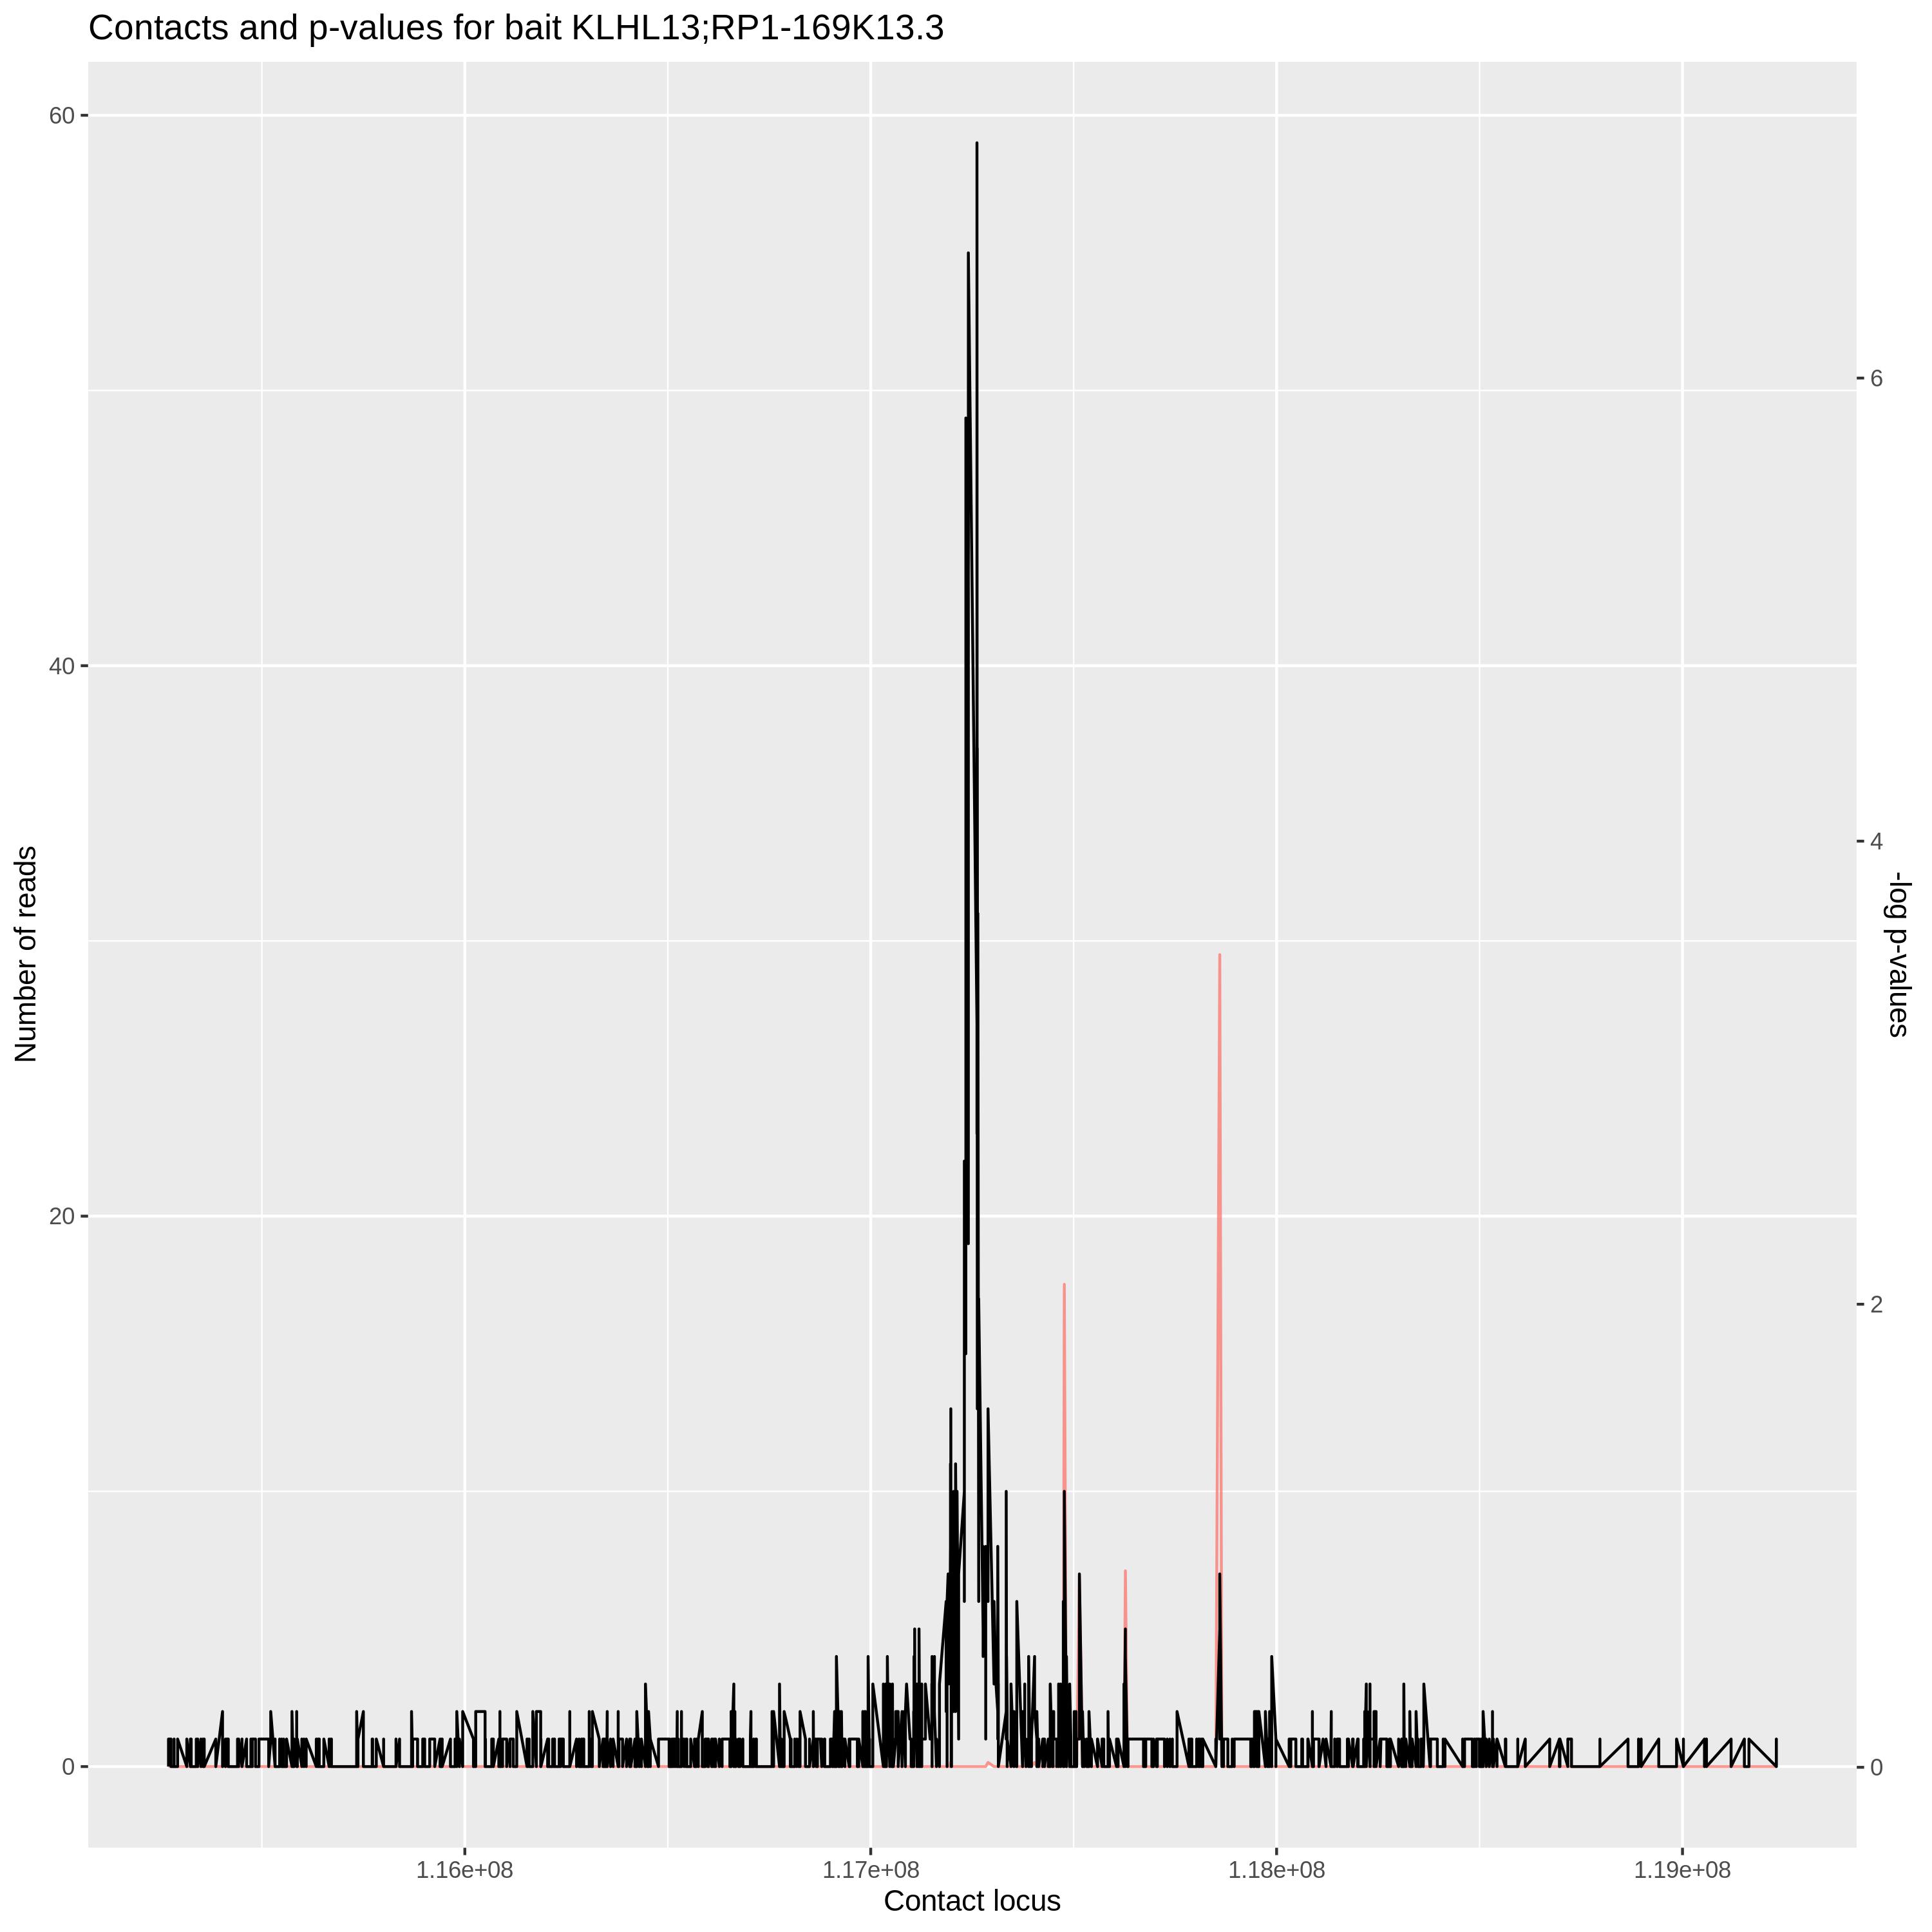 Contacts and p-values for bait KLHL13;RP1-169K13.3
60
40
20
0
Number of reads
6
4
2
0
-log p-values
1.16e+08
1.17e+08
1.18e+08
1.19e+08
Contact locus